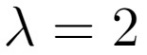 λ = 2